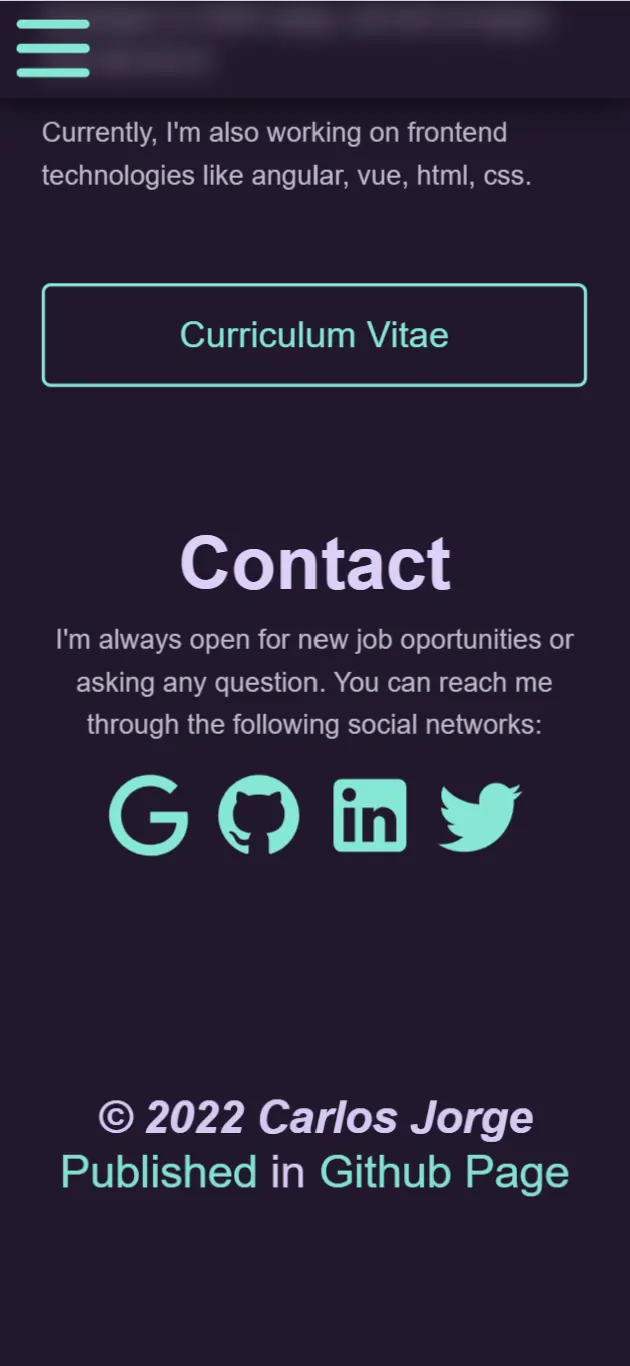 Currently, I'm also working on frontend
technologies like angular, vue, html, css.
Curriculum Vitae
Contact
I'm always open for new job oportunities or
asking any question. You can reach me
through the following social networks:
© 2022 Carlos Jorge
Published in Github Page